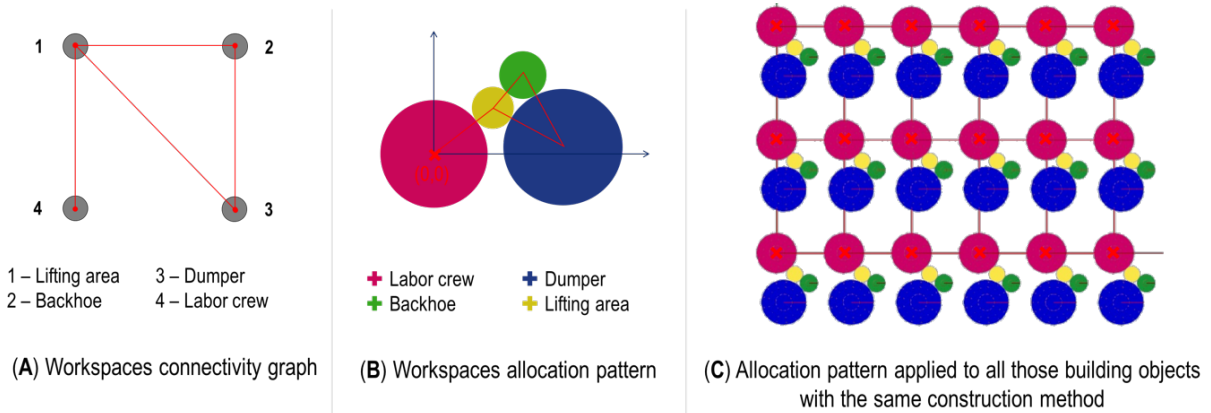 1
2
4
3
1 – Lifting area
3 – Dumper
2 – Backhoe
4 – Labor crew
(A) Workspaces connectivity graph
(0,0)
Labor crew
Dumper
Backhoe
Lifting area
(B) Workspaces allocation pattern
(C) Allocation pattern applied to all those building objects
with the same construction method